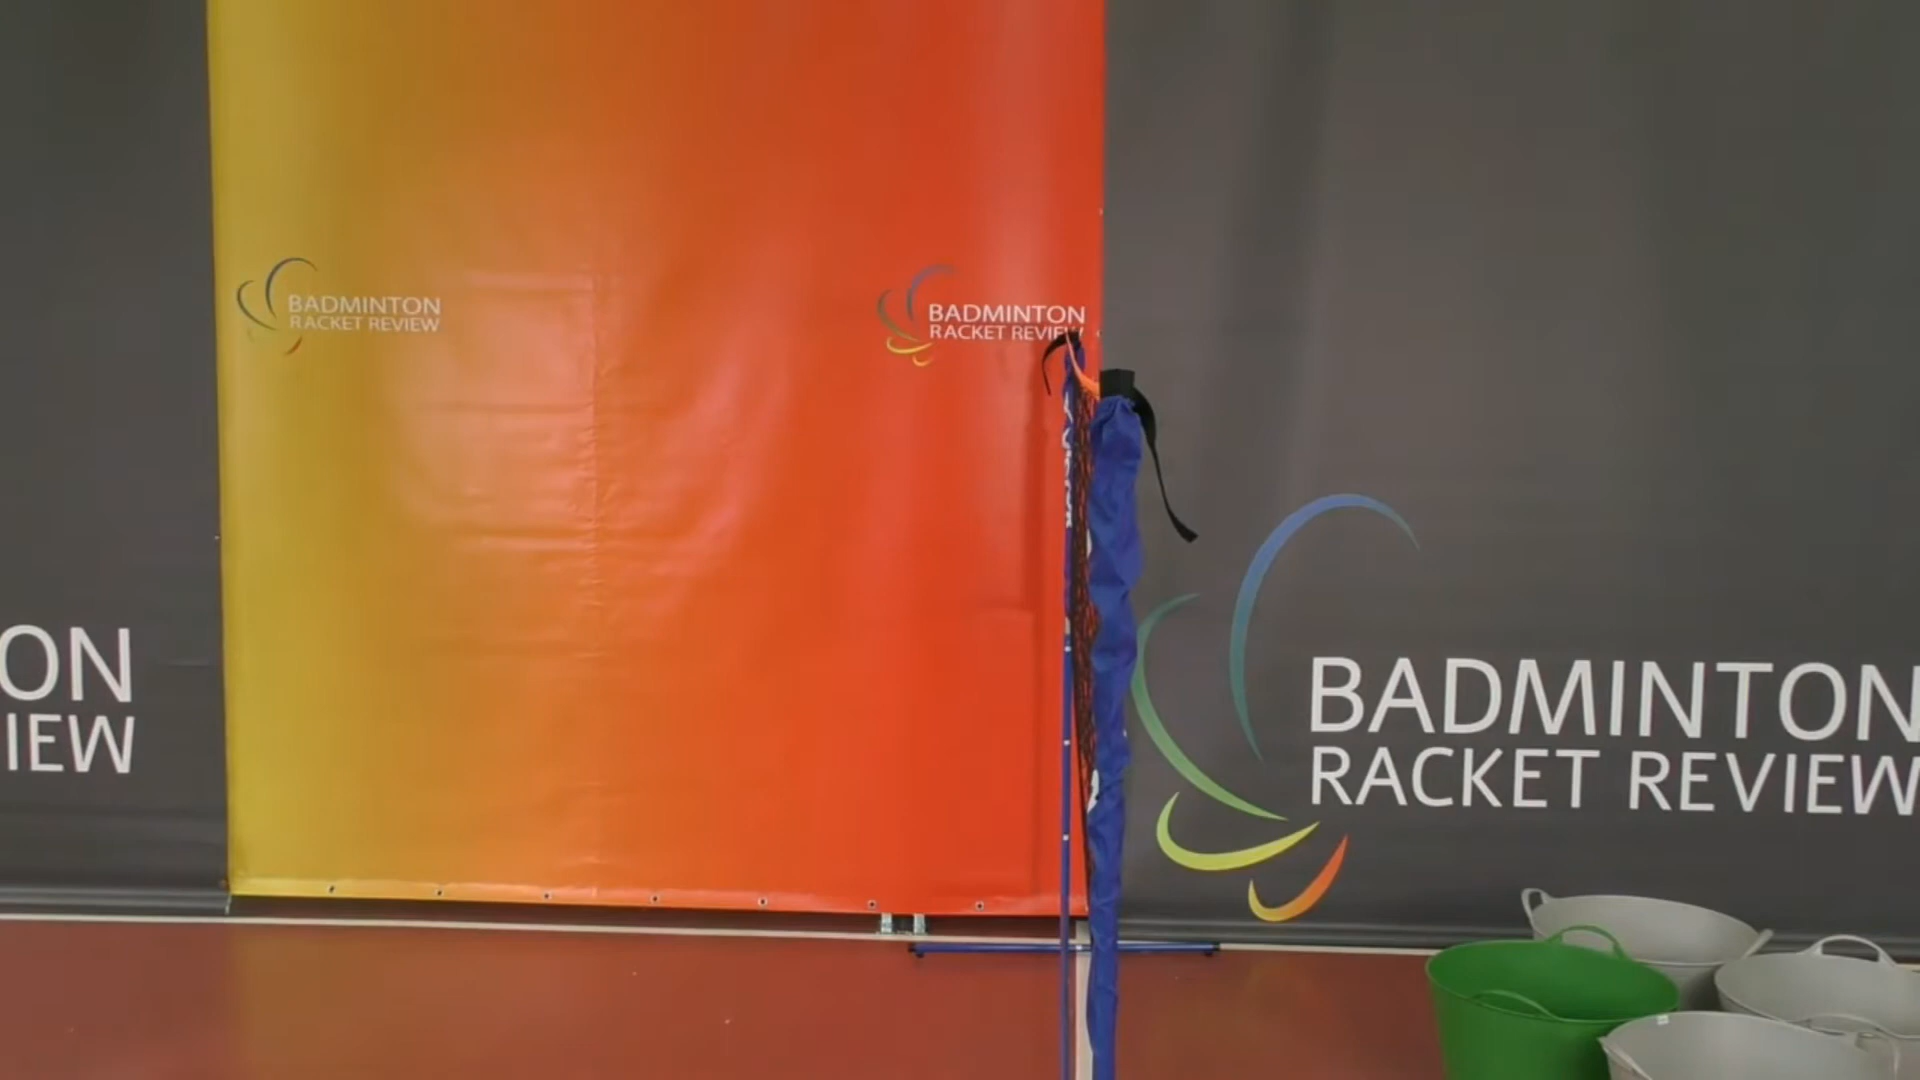 BADMINTON
RACKET REVIEW
BADMINTON
RACKET REVIEW
ON
IEW
BADMINTON
RACKET REVIEW